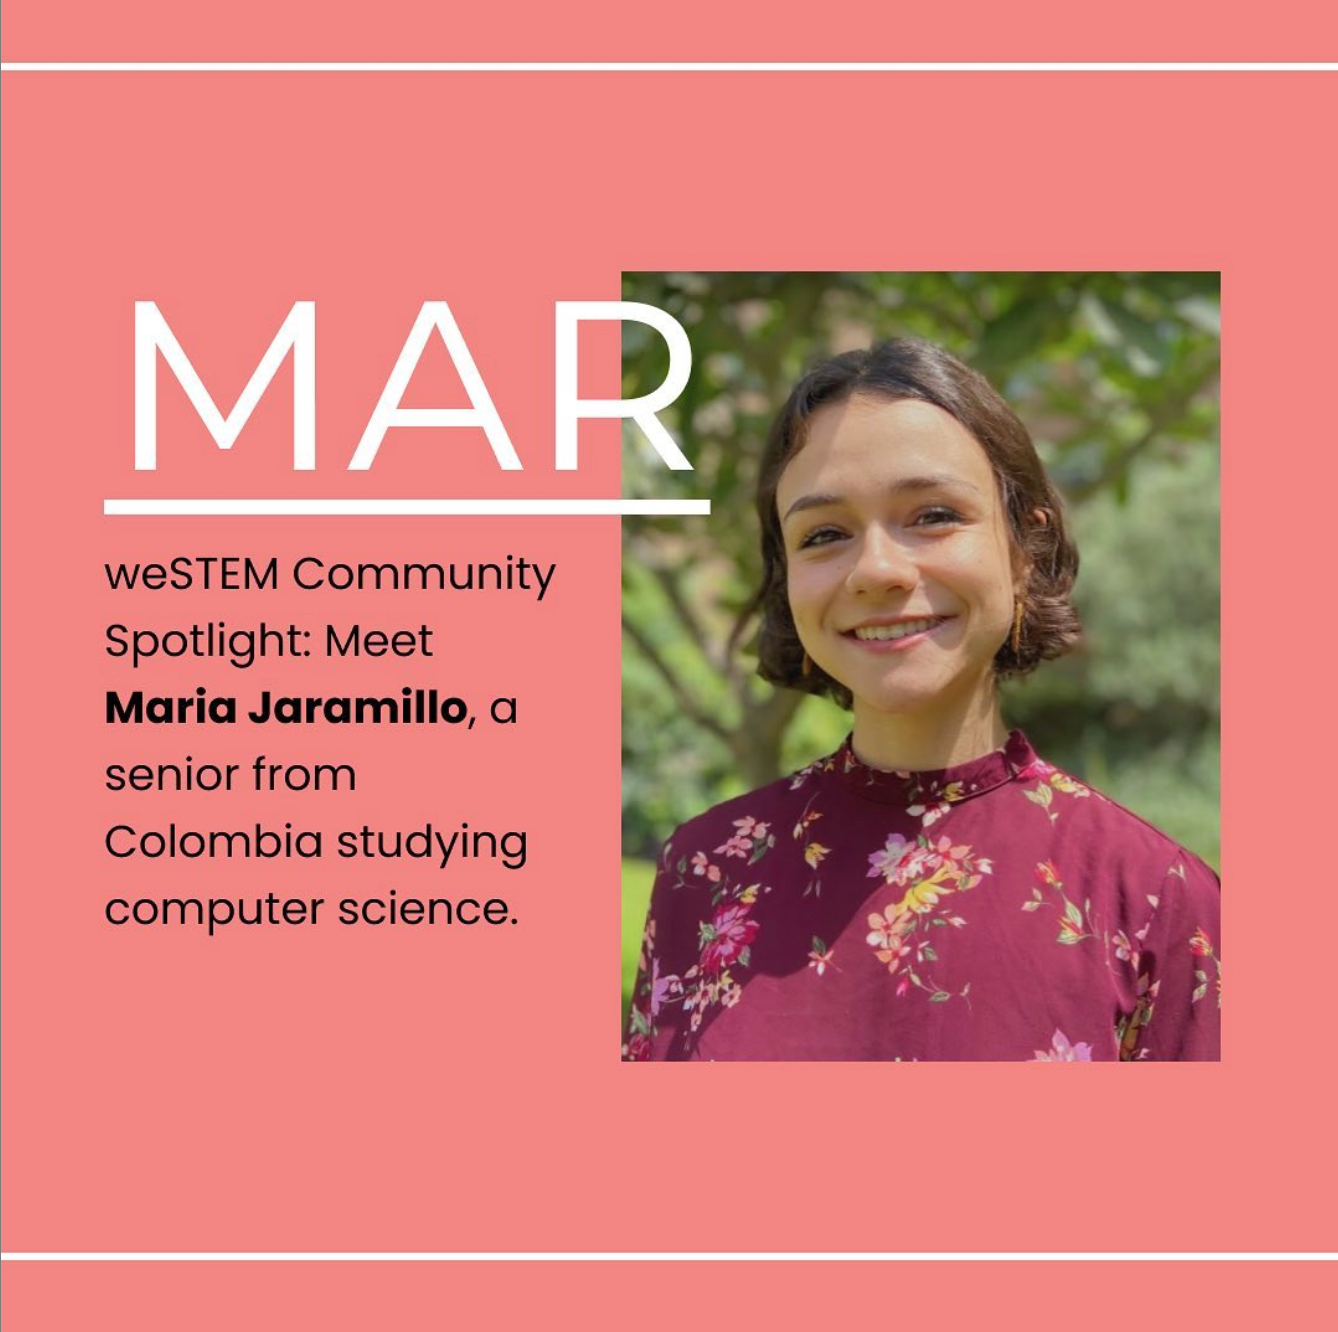 MAR
weSTEM Community
Spotlight: Meet
Maria Jaramillo, a
senior from
Colombia studying
computer science.